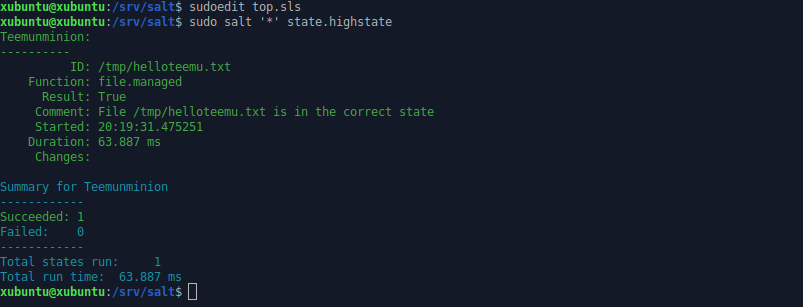 xubuntu@xubuntu:/srv/salt$ sudoedit top.sls
xubuntu@xubuntu:/srv/salt$ sudo salt '*' state.highstate
Teemunminion:
----------
          ID: /tmp/helloteemu.txt
    Function: file.managed
      Result: True
     Comment: File /tmp/helloteemu.txt is in the correct state
     Started: 20:19:31.475251
    Duration: 63.887 ms
     Changes:

Summary for Teemunminion
------------
Succeeded: 1
Failed:    0
------------
Total states run:     1
Total run time:  63.887 ms
xubuntu@xubuntu:/srv/salt$